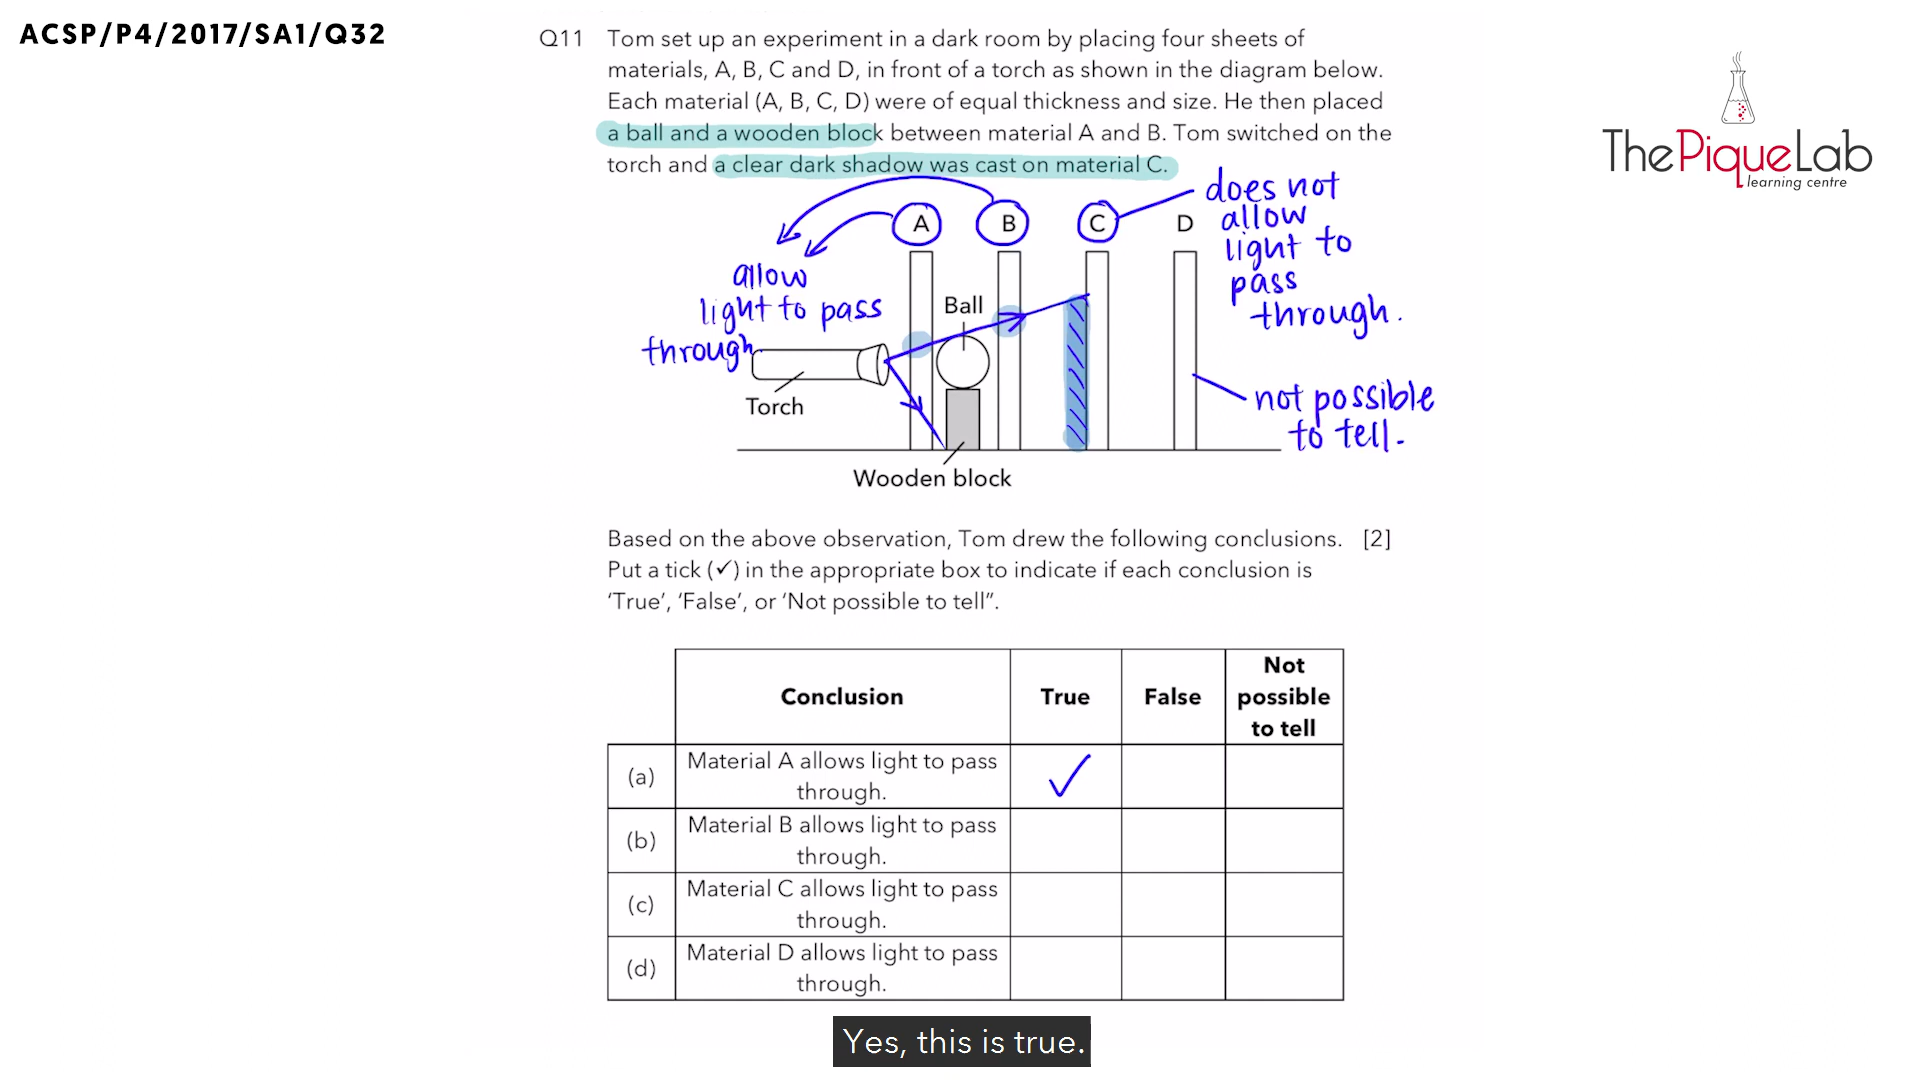 ACSP/P4/2017/SA1/Q32
Q11 Tom set up an experiment in a dark room by placing four sheets of
materials, A, B, C and D, in front of a torch as shown in the diagram below.
Each material (A, B, C, D) were of equal thickness and size. He then placed
a ball and a wooden block between material A and B. Tom switched on the
torch and a clear dark shadow was cast on material C.
ThePiqueLab
learning centre
does not
allow
light to
pass
through.
A B C D
allow
light to pass
through.
Ball
Torch
not possible
to tell.
Wooden block
Based on the above observation, Tom drew the following conclusions. [2]
Put a tick (✓) in the appropriate box to indicate if each conclusion is
‘True’, ‘False’, or ‘Not possible to tell”.
Conclusion True False Not
possible
to tell
(a) Material A allows light to pass
through. ✓
(b) Material B allows light to pass
through.
(c) Material C allows light to pass
through.
(d) Material D allows light to pass
through.
Yes, this is true.